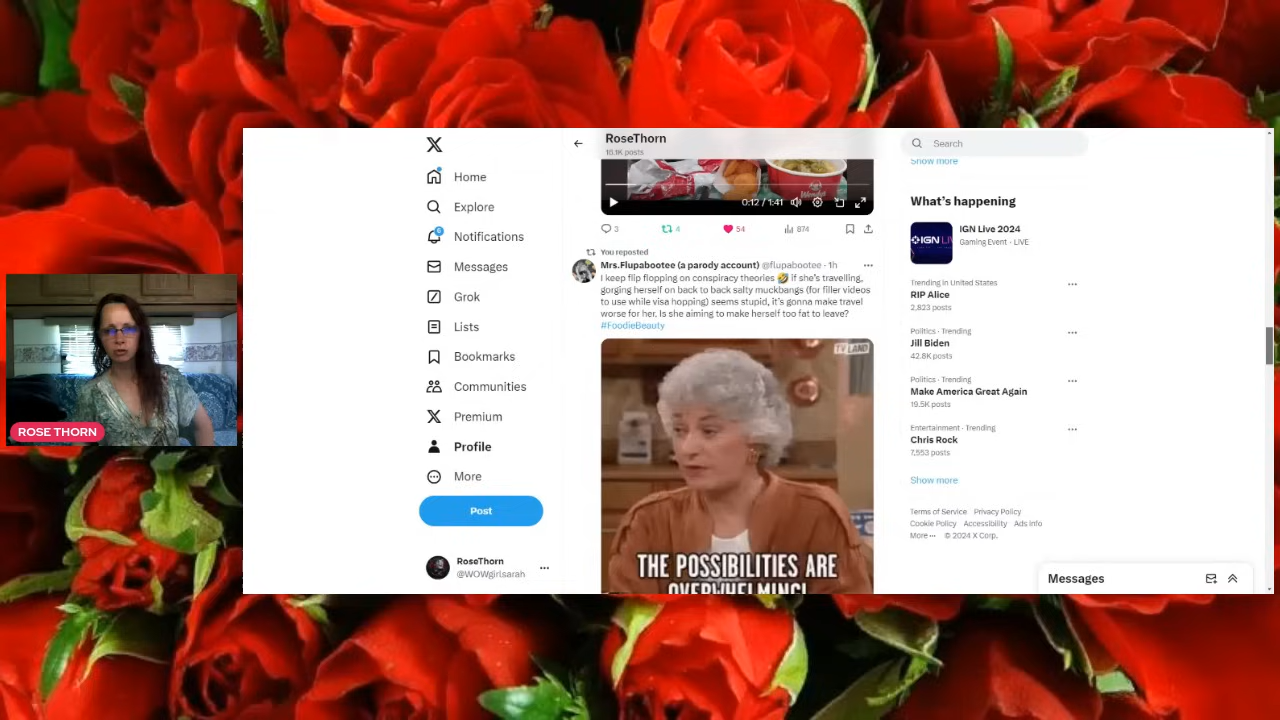 ROSE THORN
Home
Explore
6
Notifications
Messages
Grok
Lists
Bookmarks
Communities
Premium
Profile
More
Post
RoseThorn
@WOWgirlsarah
RoseThorn
16.1K posts
Wendy's
0:12 / 1:41
3
4
54
874
You reposted
Mrs.Flupabootee (a parody account) @flupabootee · 1h
I keep flip flopping on conspiracy theories 🤣 if she's travelling,
gorging herself on back to back salty muckbangs (for filler videos
to use while visa hopping) seems stupid, it's gonna make travel
worse for her. Is she aiming to make herself too fat to leave?
#FoodieBeauty
TV LAND
THE POSSIBILITIES ARE
OVERWHELMING!
Search
Show more
What's happening
IGN LIV
IGN Live 2024
Gaming Event · LIVE
Trending in United States
RIP Alice
2,823 posts
Politics · Trending
Jill Biden
42.8K posts
Politics · Trending
Make America Great Again
19.5K posts
Entertainment · Trending
Chris Rock
7,553 posts
Show more
Terms of Service Privacy Policy
Cookie Policy Accessibility Ads info
More ··· © 2024 X Corp.
Messages